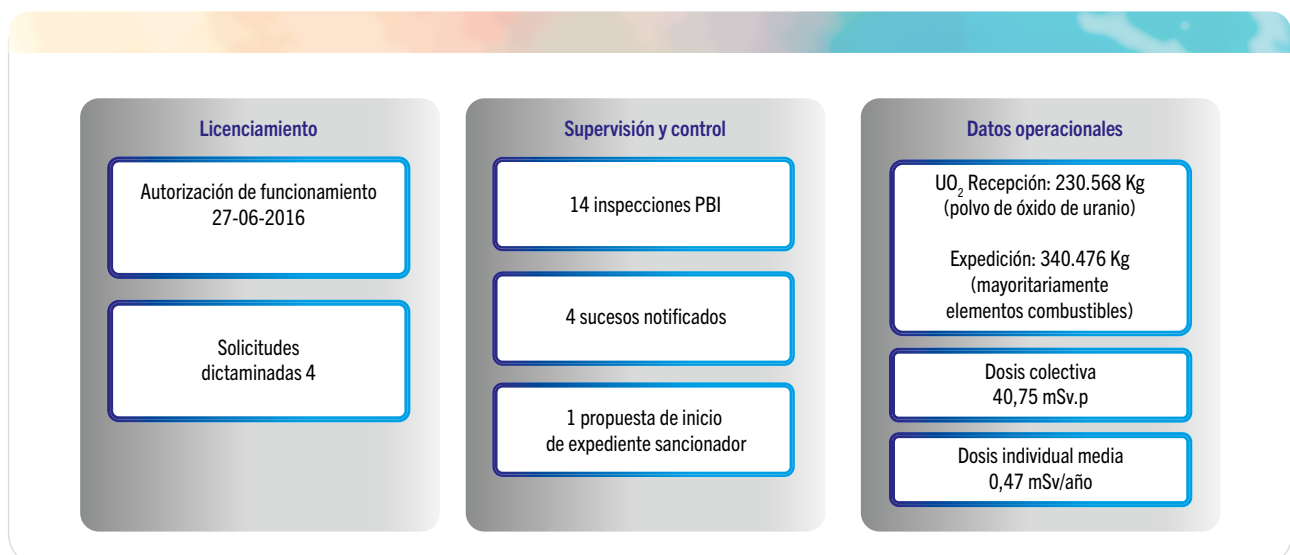 Licenciamiento
Autorización de funcionamiento
27-06-2016
Solicitudes
dictaminadas 4
Supervisión y control
14 inspecciones PBI
4 sucesos notificados
1 propuesta de inicio
de expediente sancionador
Datos operacionales
UO₂ Recepción: 230.568 Kg
(polvo de óxido de uranio)
Expedición: 340.476 Kg
(mayoritariamente
elementos combustibles)
Dosis colectiva
40,75 mSv.p
Dosis individual media
0,47 mSv/año